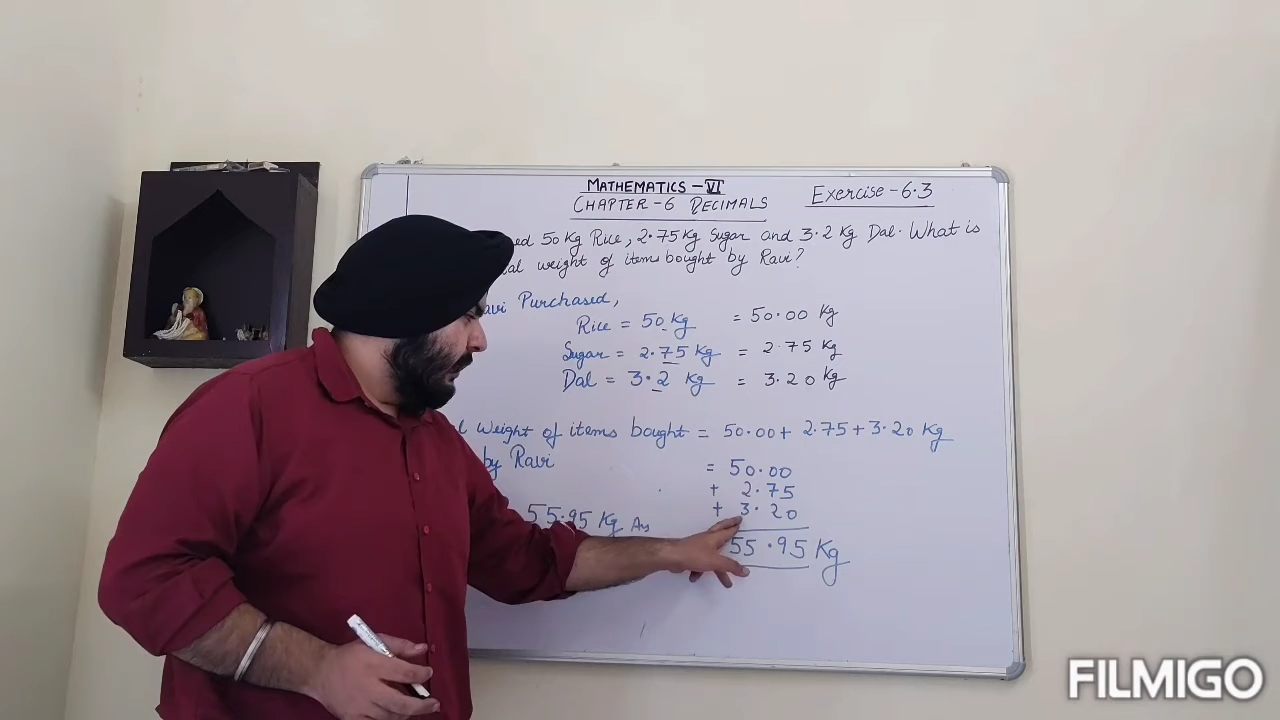 MATHEMATICS - VI
CHAPTER-6 DECIMALS
Exercise - 6.3
50 Kg Rice, 2.75 Kg Sugar and 3.2 Kg Dal. What is
weight of items bought by Ravi?
Purchased,
Rice = 50 Kg = 50.00 Kg
Sugar = 2.75 Kg = 2.75 Kg
Dal = 3.2 Kg = 3.20 Kg
Weight of items bought = 50.00 + 2.75 + 3.20 Kg
by Ravi
= 50.00
+ 2.75
+ 3.20
55.95 Kg Ans
55.95 Kg
FILMIGO